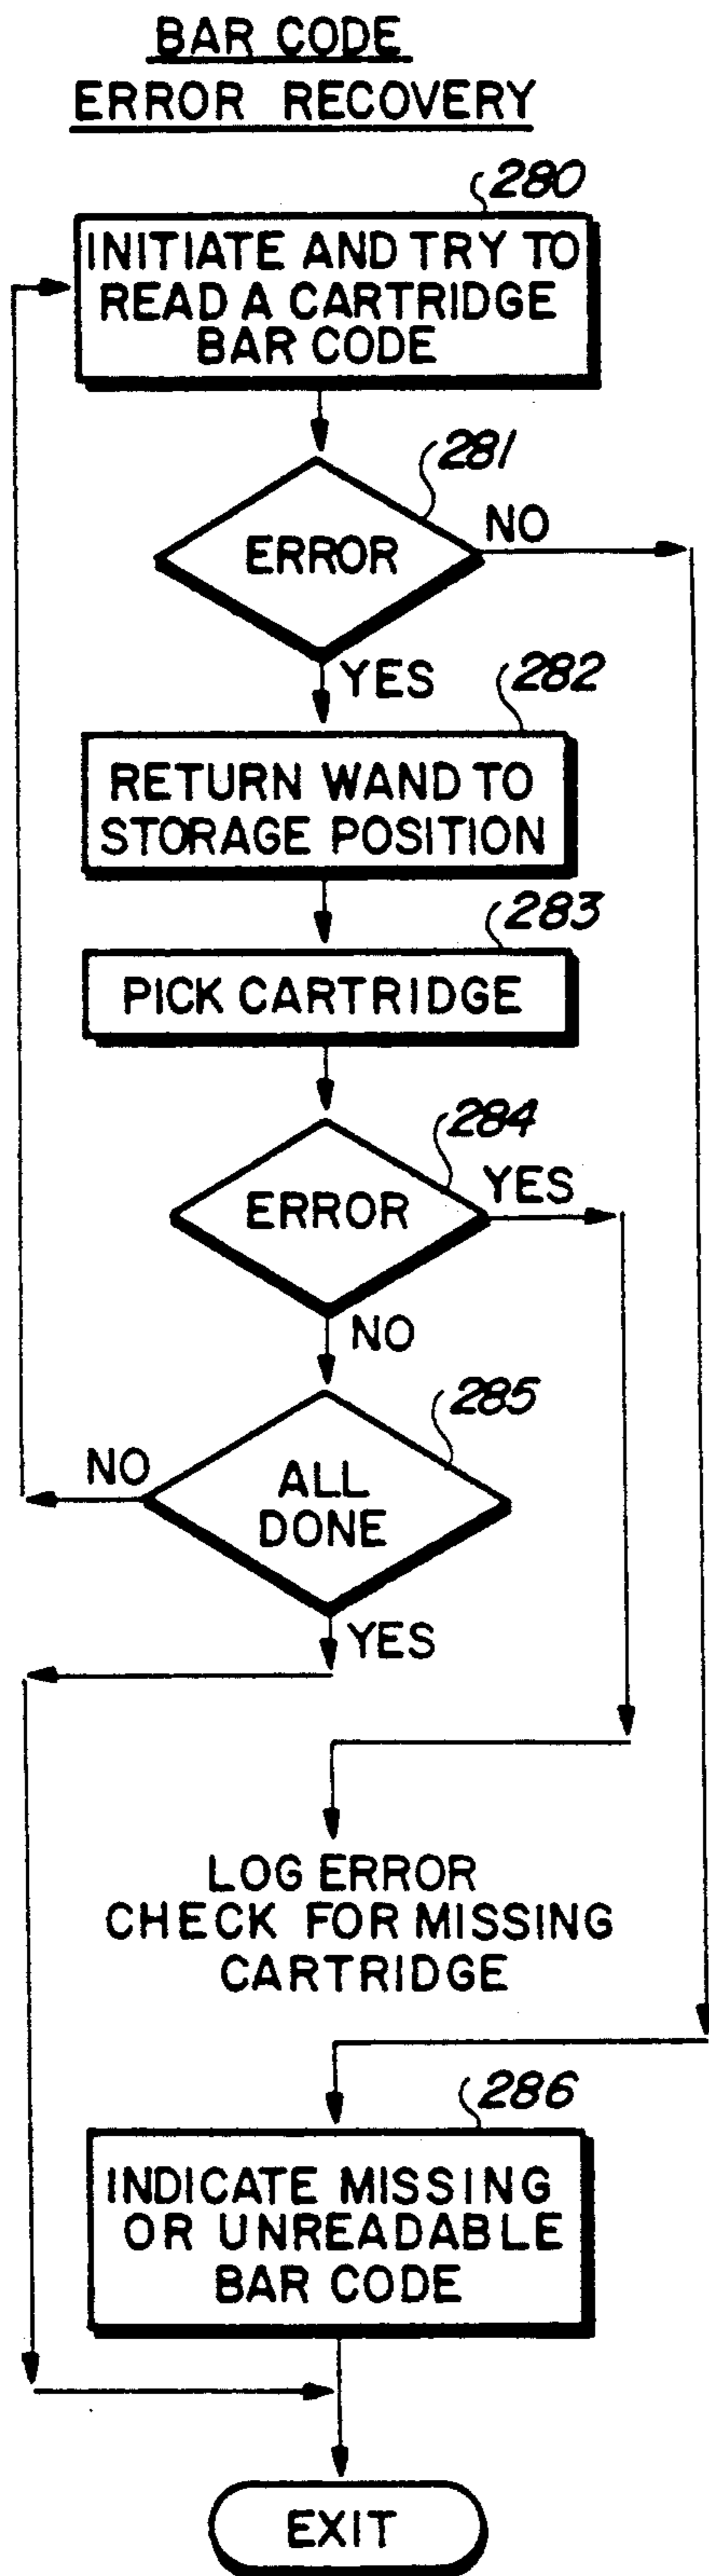 BAR CODE
ERROR RECOVERY
280
INITIATE AND TRY TO
READ A CARTRIDGE
BAR CODE
281
ERROR
NO
YES
282
RETURN WAND TO
STORAGE POSITION
283
PICK CARTRIDGE
284
ERROR
YES
NO
285
ALL
DONE
NO
YES
LOG ERROR
CHECK FOR MISSING
CARTRIDGE
286
INDICATE MISSING
OR UNREADABLE
BAR CODE
EXIT